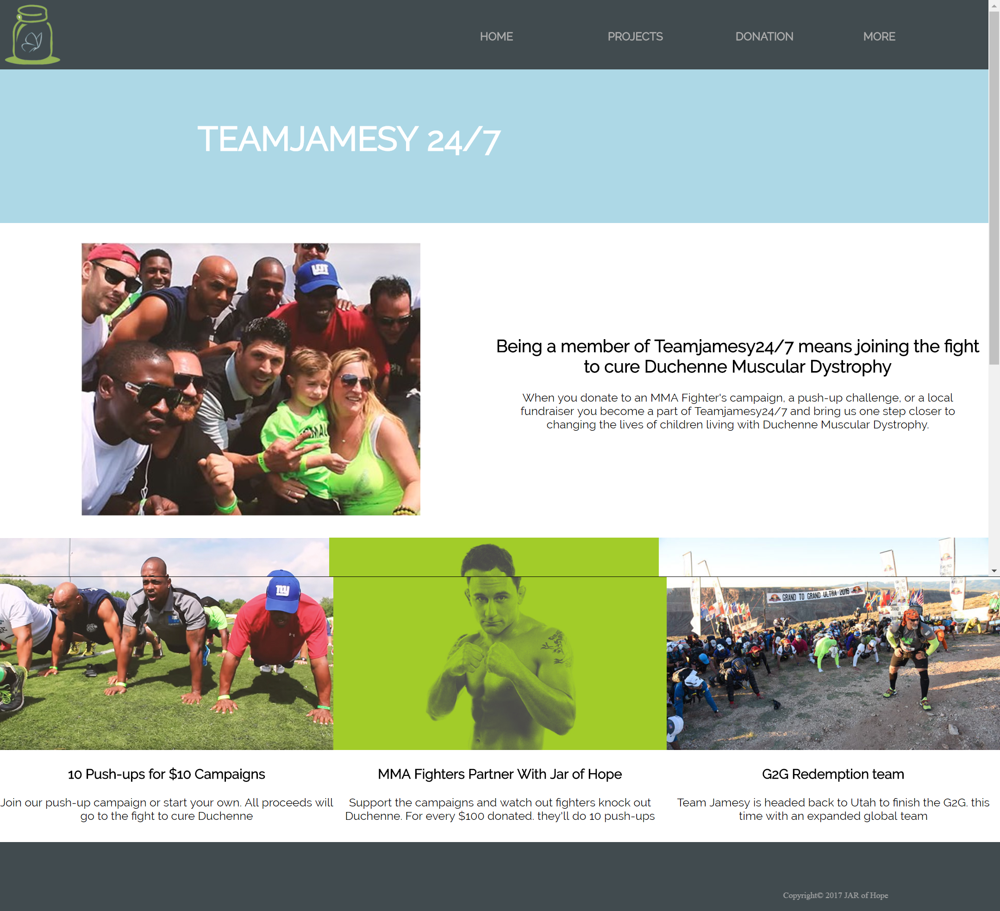 HOME PROJECTS DONATION MORE
TEAMJAMESY 24/7
Being a member of Teamjamesy24/7 means joining the fight
to cure Duchenne Muscular Dystrophy
When you donate to an MMA Fighter's campaign, a push-up challenge, or a local
fundraiser you become a part of Teamjamesy24/7 and bring us one step closer to
changing the lives of children living with Duchenne Muscular Dystrophy.
GRAND TO GRAND ULTRA 2016
10 Push-ups for $10 Campaigns
Join our push-up campaign or start your own. All proceeds will
go to the fight to cure Duchenne
MMA Fighters Partner With Jar of Hope
Support the campaigns and watch out fighters knock out
Duchenne. For every $100 donated. they'll do 10 push-ups
G2G Redemption team
Team Jamesy is headed back to Utah to finish the G2G. this
time with an expanded global team
Copyright© 2017 JAR of Hope